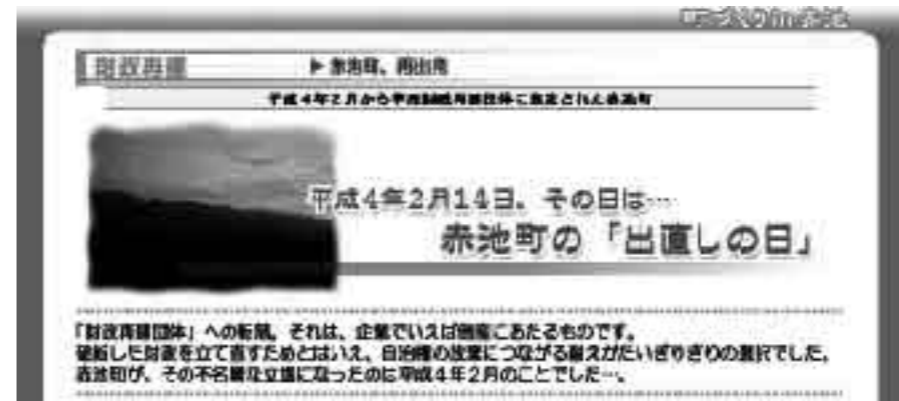 財政再建
▶ 赤池町、再出発
平成4年2月から準用財政再建団体に指定された赤池町
平成4年2月14日、その日は…
赤池町の「出直しの日」
「財政再建団体」への転落。それは、企業でいえば倒産にあたるものです。
破綻した財政を立て直すためとはいえ、自治権の放棄につながる耐えがたいぎりぎりの選択でした。
赤池町が、その不名誉な立場になったのは平成4年2月のことでした…。